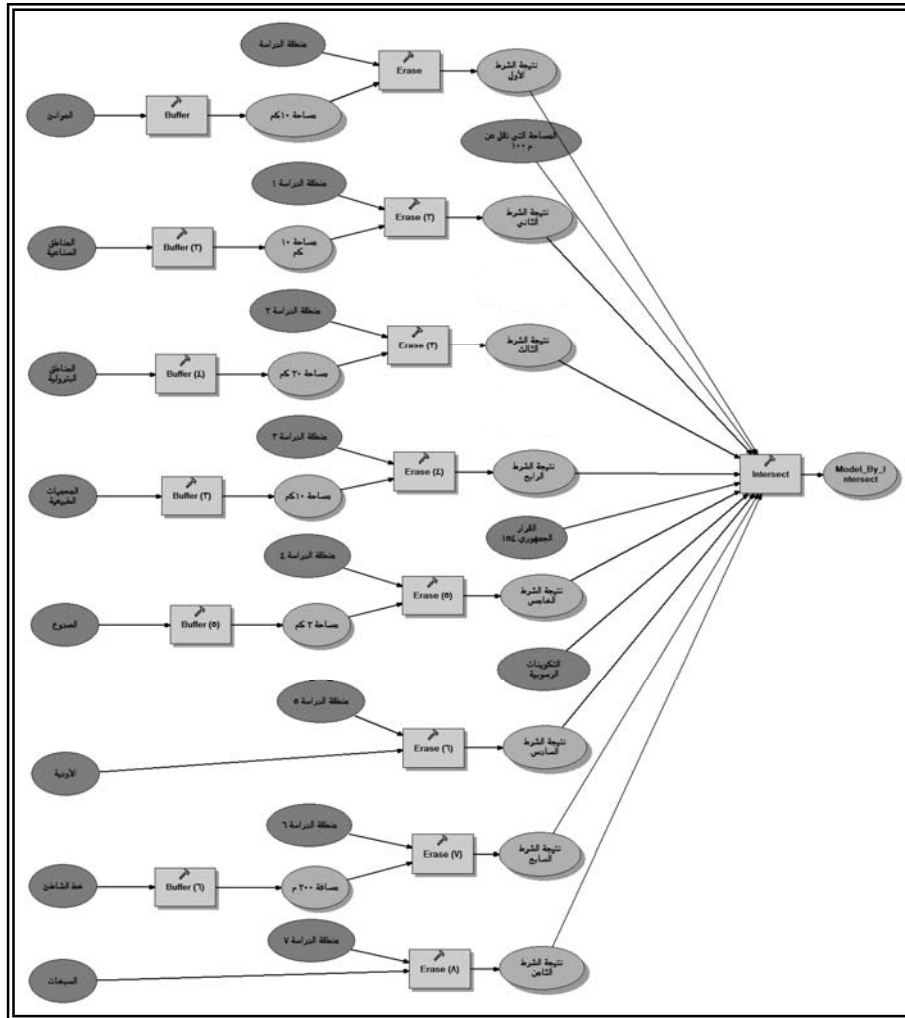 منطقة الدراسة
Erase
نتيجة الشرط
الأول
الموانئ
Buffer
مساحة ١٠كم
المساحة التي تقل عن
١٠٠ م
منطقة الدراسة ١
Erase (٢)
نتيجة الشرط
الثاني
المناطق
الصناعية
Buffer (٢)
مساحة ١٠
كم
منطقة الدراسة ٢
Erase (٣)
نتيجة الشرط
الثالث
المناطق
البترولية
Buffer (٤)
مساحة ٢٠ كم
منطقة الدراسة ٣
Erase (٤)
نتيجة الشرط
الرابع
Intersect
Model_By_I
ntersect
المحميات
الطبيعية
Buffer (٣)
مساحة ١٠كم
القرار
الجمهوري ١٥٤
منطقة الدراسة ٤
Erase (٥)
نتيجة الشرط
الخامس
الصدوع
Buffer (٥)
مساحة ٢ كم
التكوينات
الرسوبية
منطقة الدراسة ٥
Erase (٦)
نتيجة الشرط
السادس
الأودية
منطقة الدراسة ٦
Erase (٧)
نتيجة الشرط
السابع
خط الشاطئ
Buffer (٦)
مسافة ٢٠٠ م
منطقة الدراسة ٧
Erase (٨)
نتيجة الشرط
الثامن
السبخات